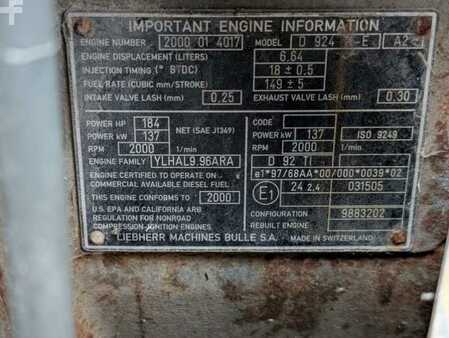 IMPORTANT ENGINE INFORMATION
ENGINE NUMBER 2000 01 4017 MODEL D 924 -E A2-1
ENGINE DISPLACEMENT (LITERS) 6.64
INJECTION TIMING (° BTDC) 18 ± 0.5
FUEL RATE (CUBIC MM/STROKE) 149 ± 5
INTAKE VALVE LASH (MM) 0.25 EXHAUST VALVE LASH (MM) 0.30
POWER HP 184 CODE
POWER kW 137 NET (SAE J1349) POWER kW 137 ISO 9249
RPM 2000 RPM 2000
ENGINE FAMILY YLHAL9.96ARA D 92 TI
ENGINE CERTIFIED TO OPERATE ON e1*97/68AA*00/000*0039*02
COMMERCIAL AVAILABLE DIESEL FUEL E1 24 2.4 031505
THIS ENGINE CONFORMS TO 2000
U.S. EPA AND CALIFORNIA ARB CONFIGURATION 9883202
REGULATION FOR NONROAD REBUILT ENGINE
COMPRESSION-IGNITION ENGINES
LIEBHERR MACHINES BULLE S.A. MADE IN SWITZERLAND